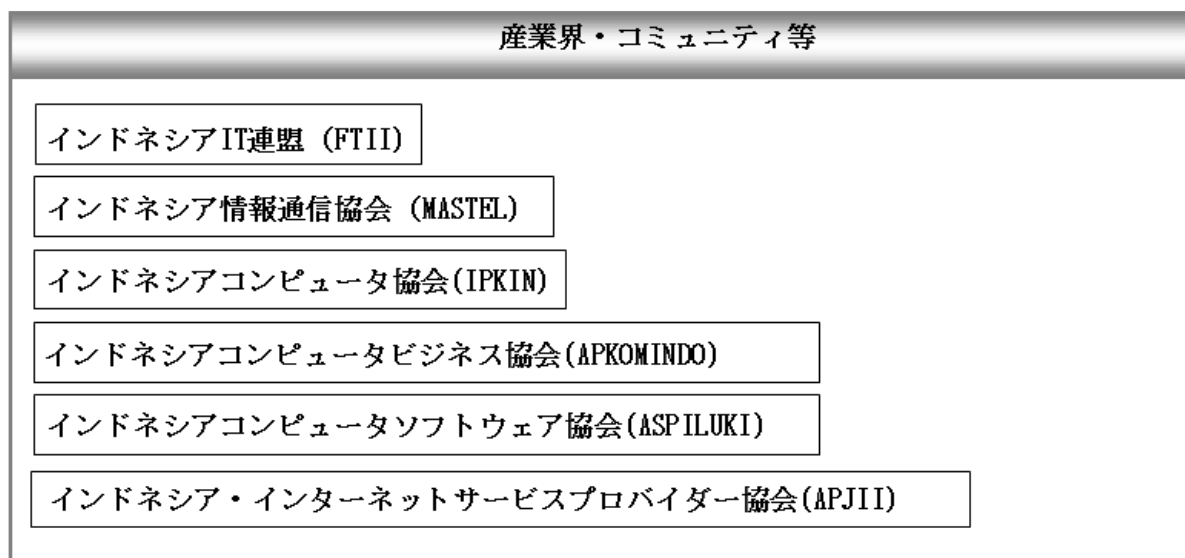 産業界・コミュニティ等
インドネシアIT連盟 (FTII)
インドネシア情報通信協会 (MASTEL)
インドネシアコンピュータ協会(IPKIN)
インドネシアコンピュータビジネス協会(APKOMINDO)
インドネシアコンピュータソフトウェア協会(ASPILUKI)
インドネシア・インターネットサービスプロバイダー協会(APJII)